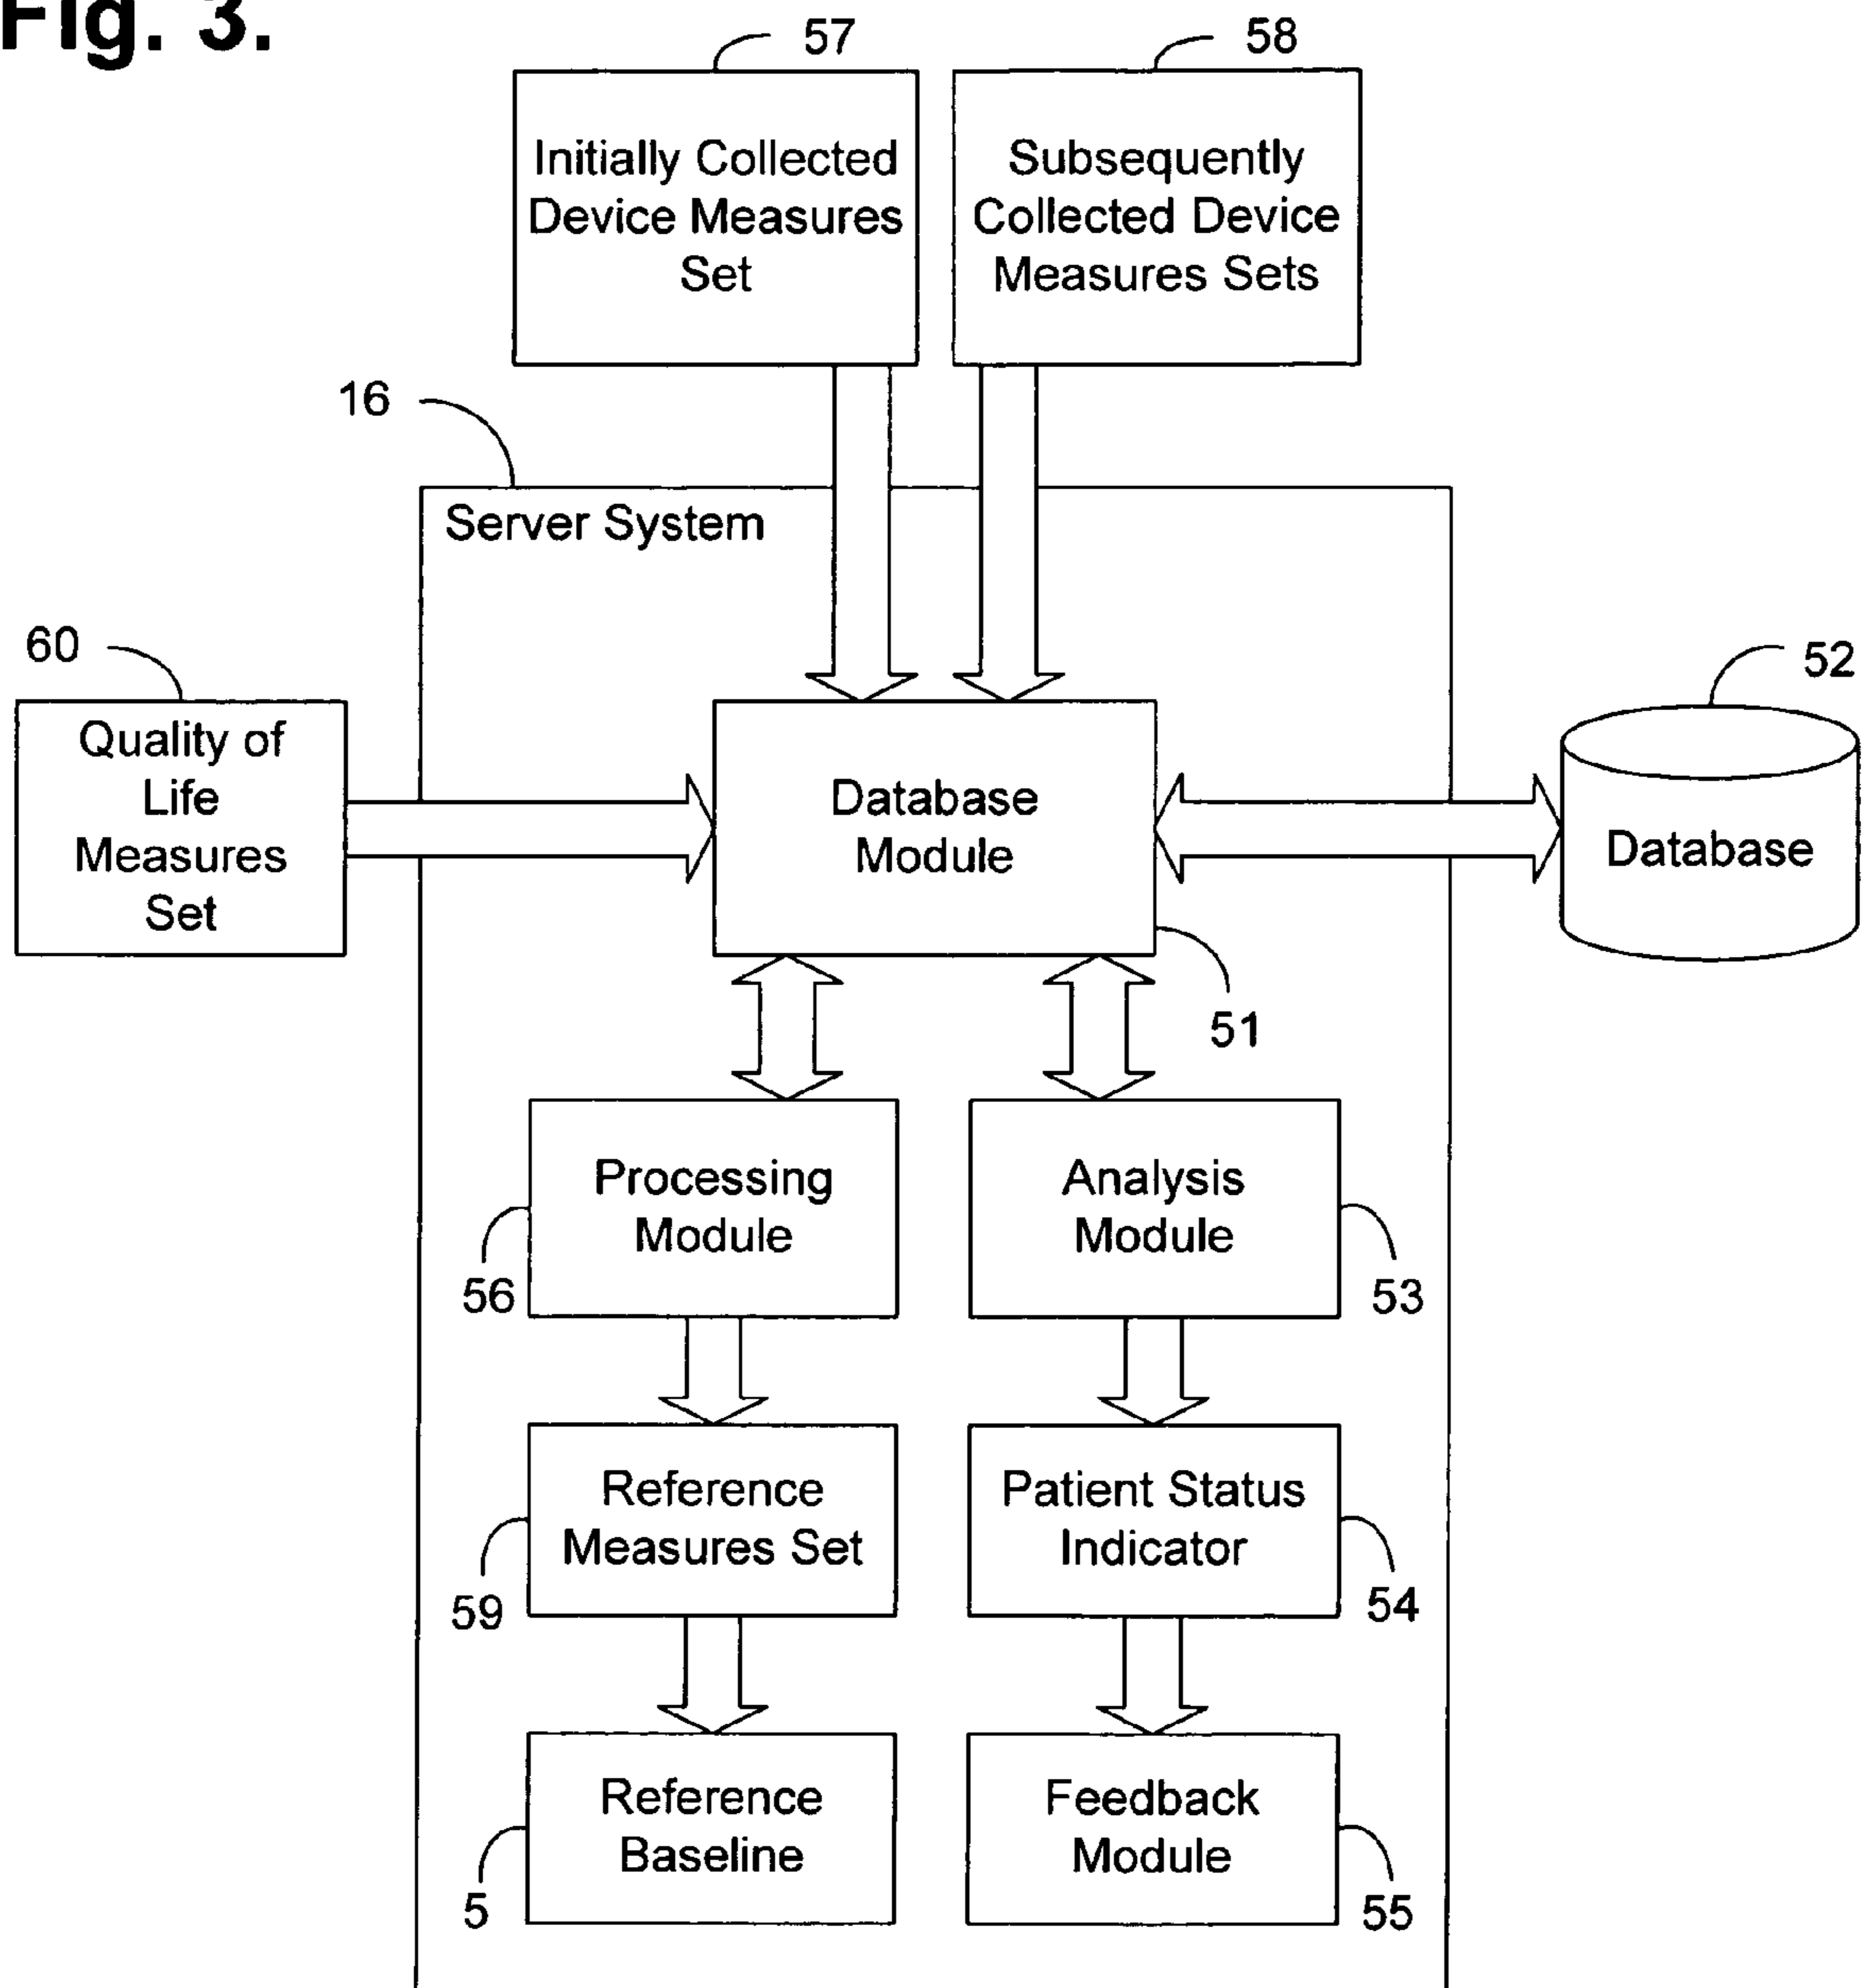 Fig. 3.
57
58
Initially Collected
Device Measures
Set
Subsequently
Collected Device
Measures Sets
16
Server System
60
52
Quality of
Life
Measures
Set
Database
Module
Database
51
Processing
Module
Analysis
Module
56
53
Reference
Measures Set
Patient Status
Indicator
59
54
Reference
Baseline
Feedback
Module
5
55